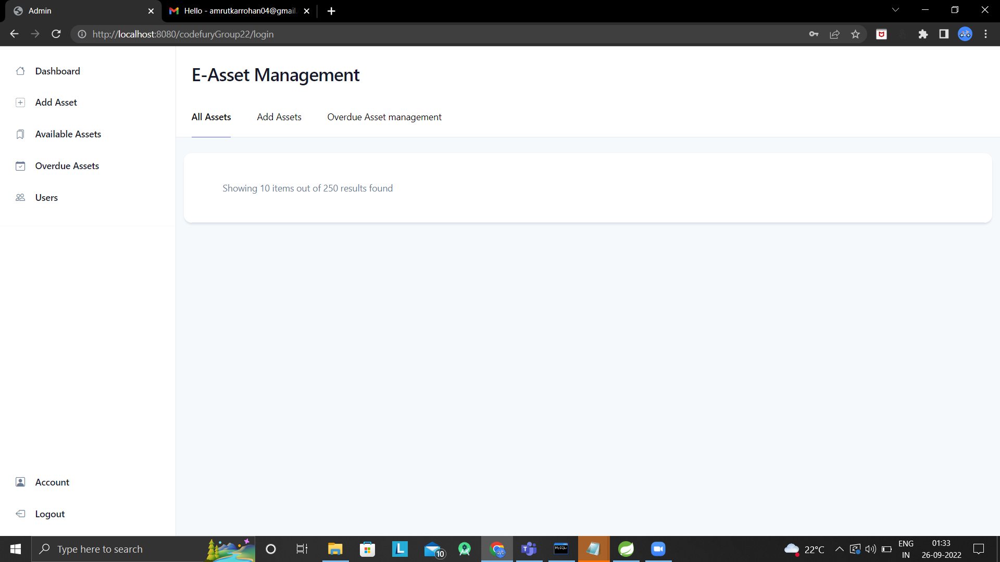 Admin
Hello - amrutkarrohan04@gmail.
http://localhost:8080/codefuryGroup22/login
Dashboard
Add Asset
Available Assets
Overdue Assets
Users
Account
Logout
E-Asset Management
All Assets Add Assets Overdue Asset management
Showing 10 items out of 250 results found
Type here to search
L
10
T
MySQL
22°C
ENG
IN
01:33
26-09-2022